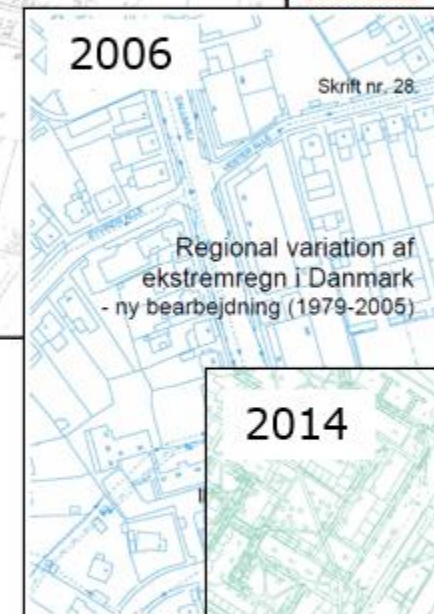 2006
Skrift nr. 28
Regional variation af
ekstremregn i Danmark
- ny bearbejdning (1979-2005)
2014